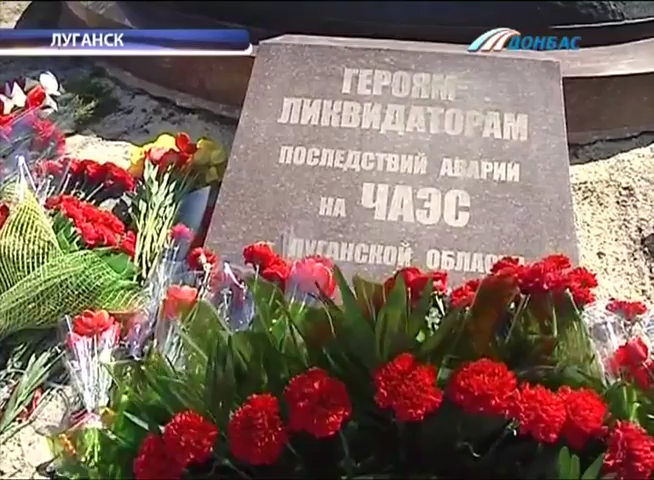 ЛУГАНСК
ДОНБАС
ГЕРОЯМ-
ЛИКВИДАТОРАМ
ПОСЛЕДСТВИЙ АВАРИИ
НА ЧАЭС
ЛУГАНСКОЙ ОБЛАСТИ